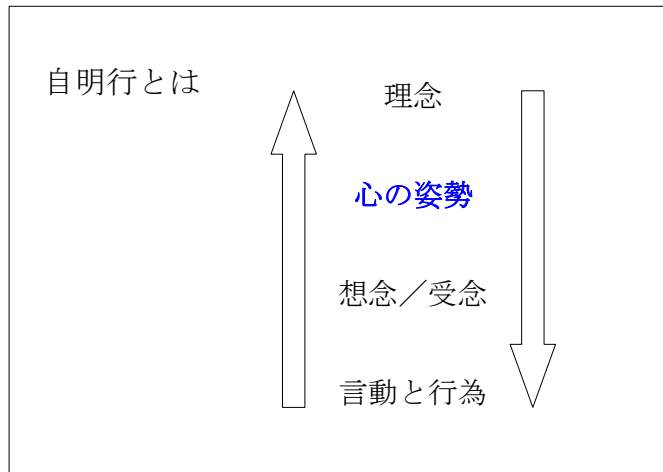 自明行とは
理念
心の姿勢
想念／受念
言動と行為